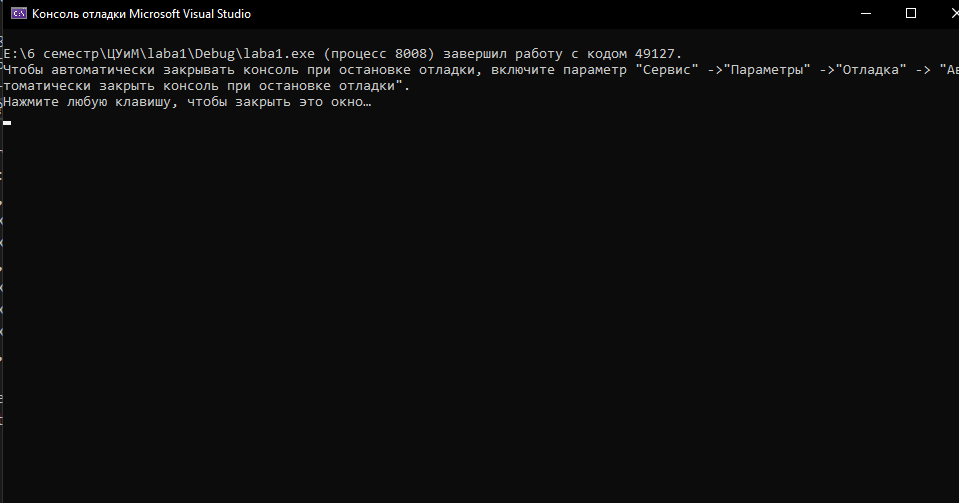 Консоль отладки Microsoft Visual Studio
E:\6 семестр\ЦУиМ\laba1\Debug\laba1.exe (процесс 8008) завершил работу с кодом 49127.
Чтобы автоматически закрывать консоль при остановке отладки, включите параметр "Сервис" ->"Параметры" ->"Отладка" -> "Ав
томатически закрыть консоль при остановке отладки".
Нажмите любую клавишу, чтобы закрыть это окно…